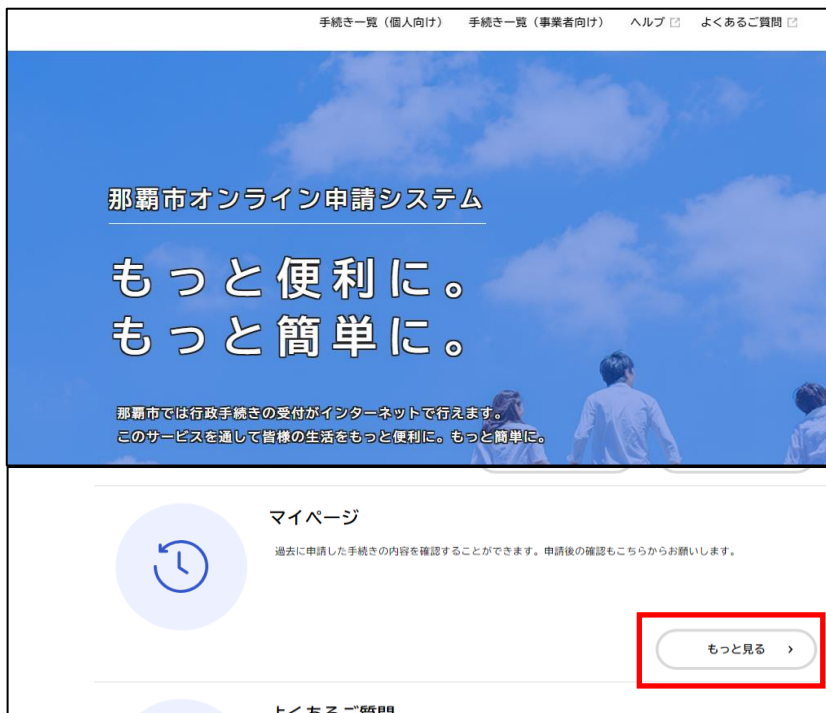 手続き一覧（個人向け） 手続き一覧（事業者向け） ヘルプ よくあるご質問
那覇市オンライン申請システム
もっと便利に。
もっと簡単に。
那覇市では行政手続きの受付がインターネットで行えます。
このサービスを通して皆様の生活をもっと便利に。もっと簡単に。
マイページ
過去に申請した手続きの内容を確認することができます。申請後の確認もこちらからお願いします。
もっと見る
よくあるご質問